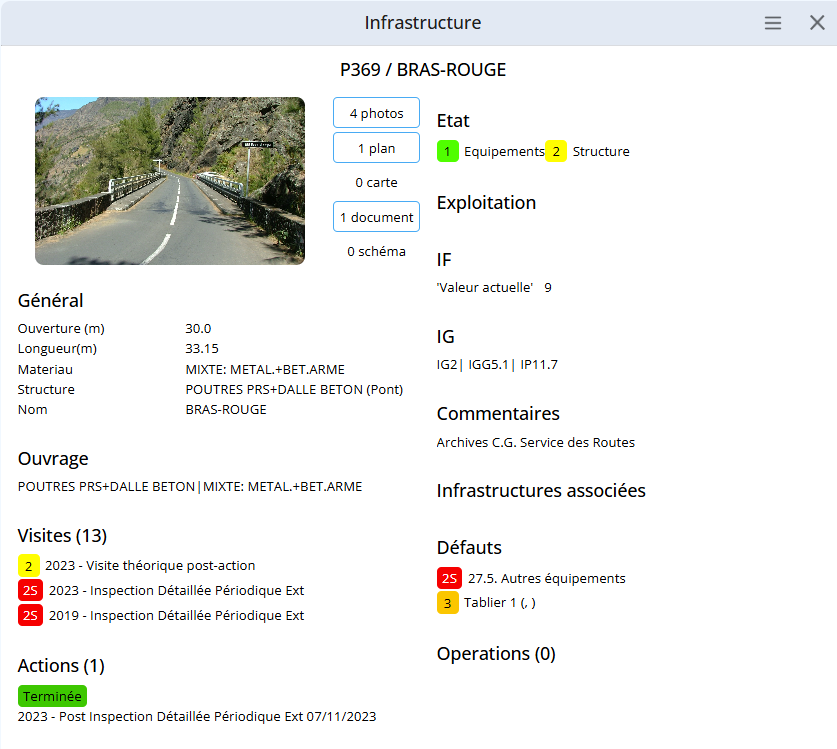 Infrastructure
P369 / BRAS-ROUGE
4 photos
1 plan
0 carte
1 document
0 schéma
Général
Ouverture (m) 30.0
Longueur(m) 33.15
Materiau MIXTE: METAL.+BET.ARME
Structure POUTRES PRS+DALLE BETON (Pont)
Nom BRAS-ROUGE
Ouvrage
POUTRES PRS+DALLE BETON|MIXTE: METAL.+BET.ARME
Visites (13)
2 2023 - Visite théorique post-action
2S 2023 - Inspection Détaillée Périodique Ext
2S 2019 - Inspection Détaillée Périodique Ext
Actions (1)
Terminée
2023 - Post Inspection Détaillée Périodique Ext 07/11/2023
Etat
1 Equipements 2 Structure
Exploitation
IF
'Valeur actuelle' 9
IG
IG2| IGG5.1| IP11.7
Commentaires
Archives C.G. Service des Routes
Infrastructures associées
Défauts
2S 27.5. Autres équipements
3 Tablier 1 (, )
Operations (0)